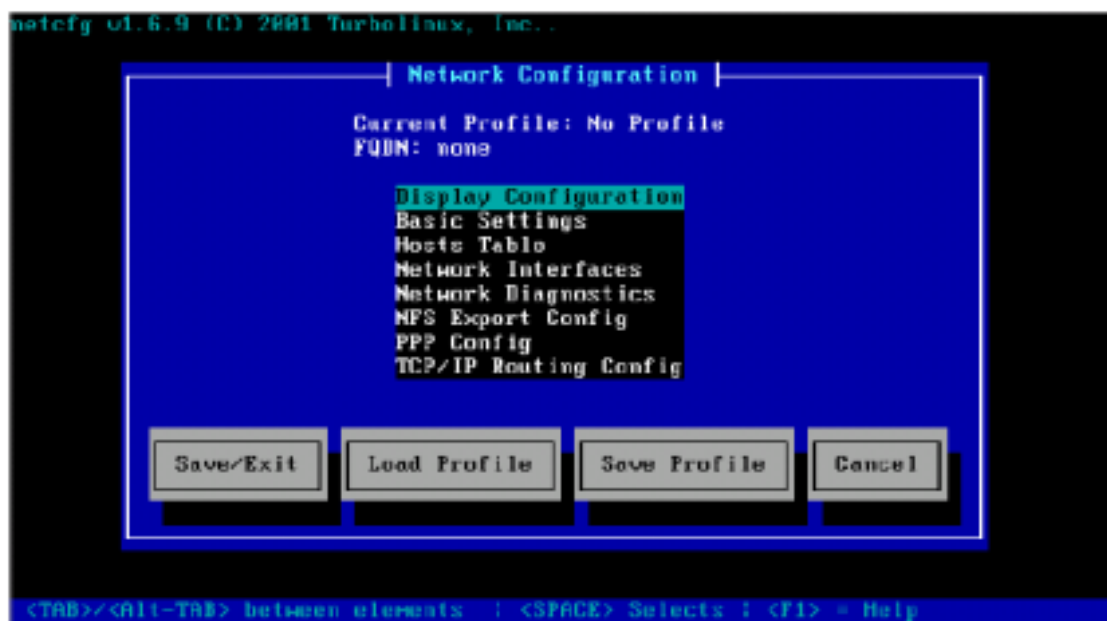 netcfg v1.6.9 (C) 2001 Turbolinux, Inc..
Network Configuration
Current Profile: No Profile
FQDN: none
Display Configuration
Basic Settings
Hosts Table
Network Interfaces
Network Diagnostics
NFS Export Config
PPP Config
TCP/IP Routing Config
Save/Exit Load Profile Save Profile Cancel
<TAB>/<Alt-TAB> between elements | <SPACE> Selects | <F1> = Help